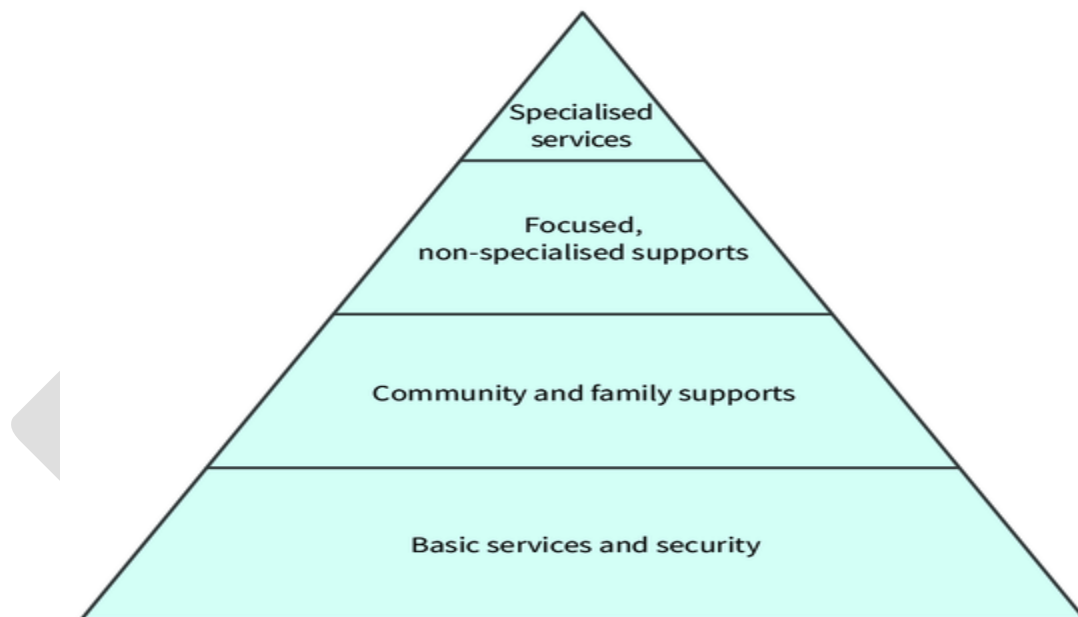 Specialised
services
Focused,
non-specialised supports
Community and family supports
Basic services and security